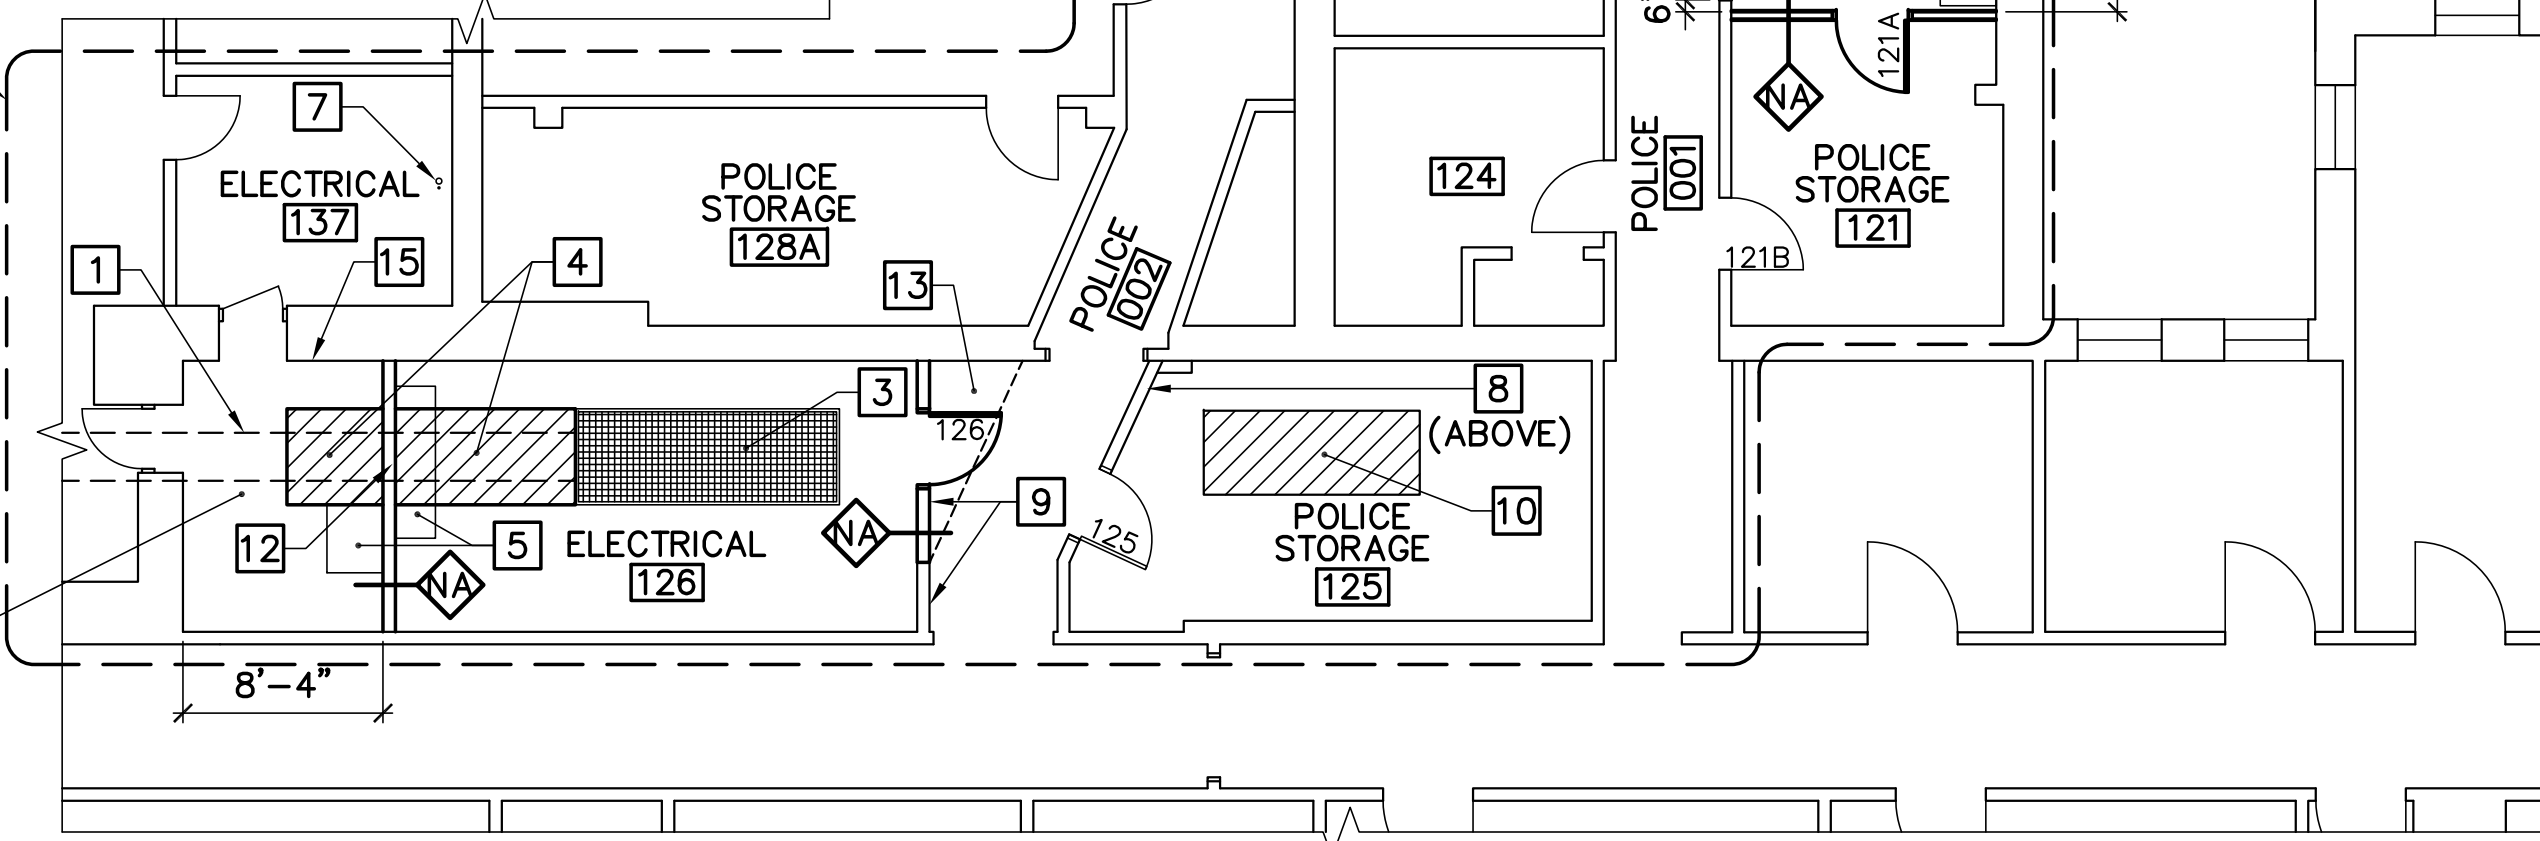 6"
121A
7
NA
ELECTRICAL
137
POLICE
STORAGE
128A
124
POLICE
001
POLICE
STORAGE
121
121B
1
15
4
13
POLICE
002
3
126
8
(ABOVE)
12
5
NA
ELECTRICAL
126
NA
9
125
10
POLICE
STORAGE
125
8'-4"